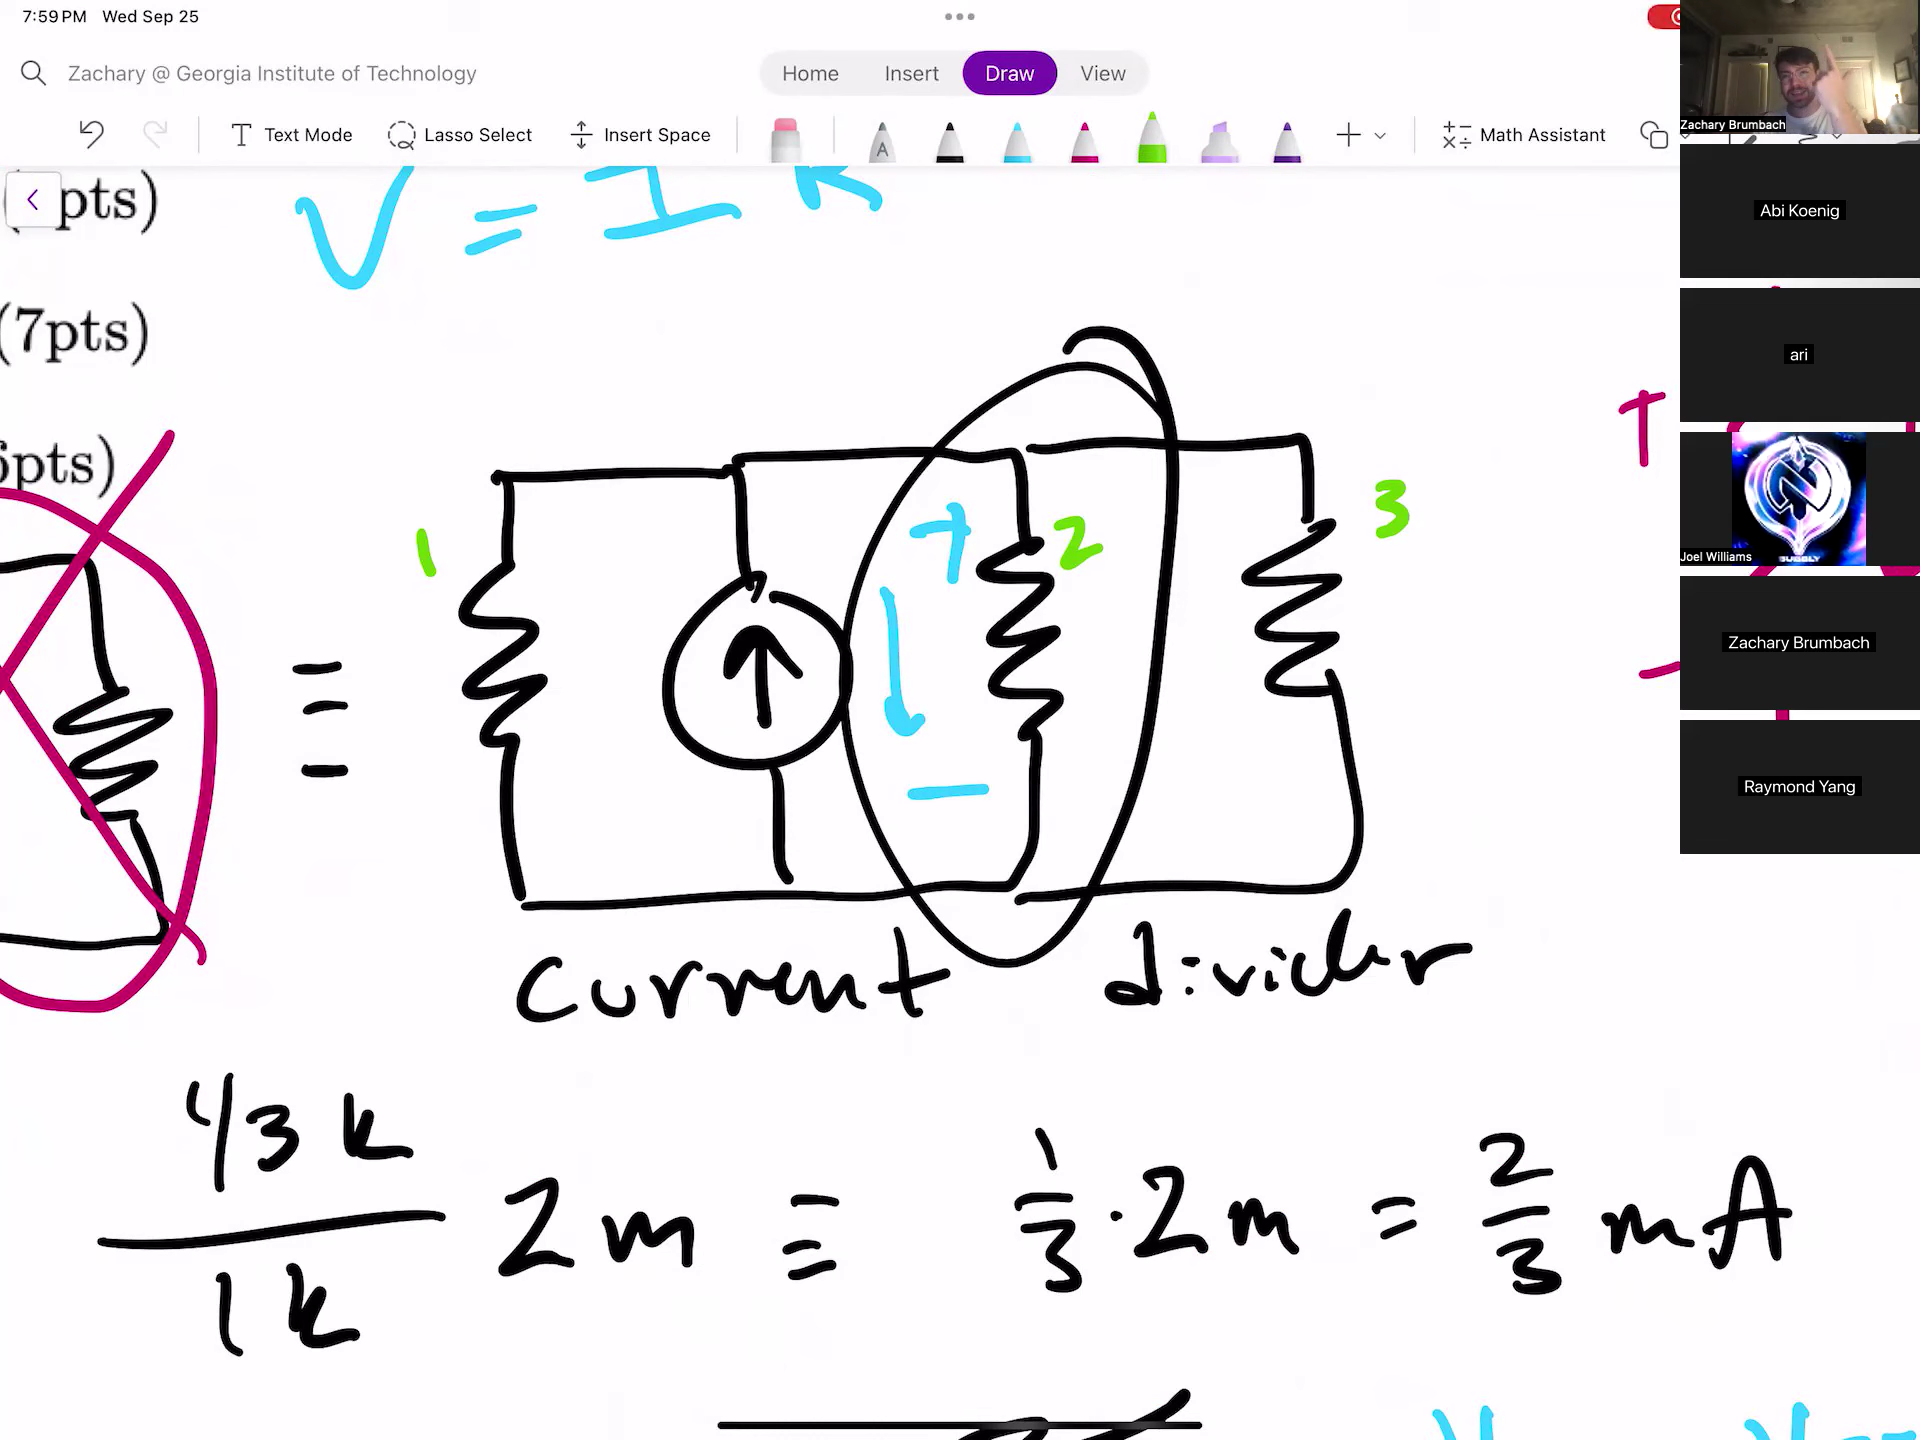 7:59 PM Wed Sep 25
Zachary @ Georgia Institute of Technology
Home Insert Draw View
Text Mode Lasso Select Insert Space Math Assistant
pts)
V = I R
(7pts)
pts)
1 + 2 3
-
=
current divider
1/3 k / 1k 2m = 1/3 · 2m = 2/3 mA
Zachary Brumbach
Abi Koenig
ari
Joel Williams
Zachary Brumbach
Raymond Yang